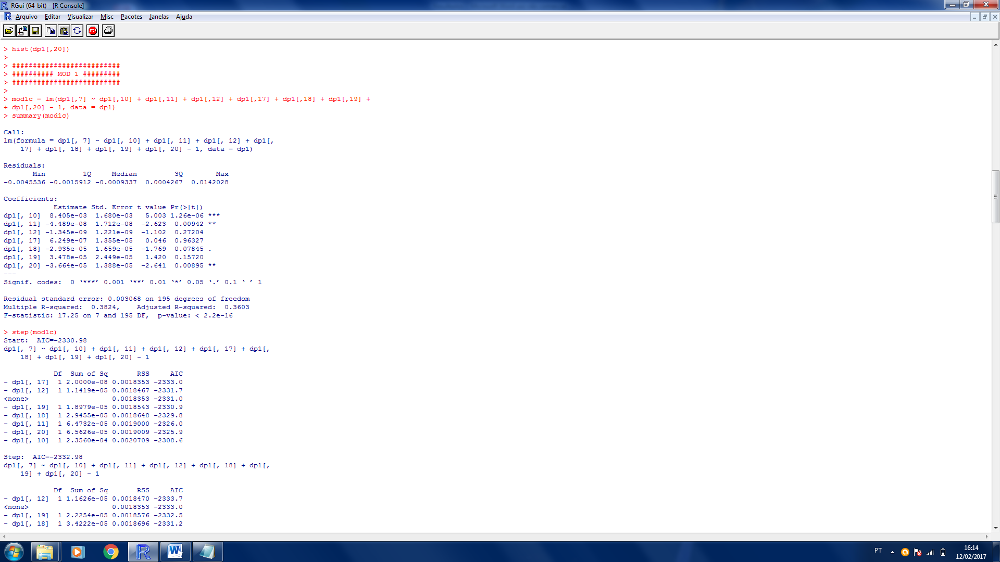 RGui (64-bit) - [R Console]
Arquivo Editar Visualizar Misc Pacotes Janelas Ajuda
STOP
> hist(dp1[,20])
>
> ##########################
> ########## MOD 1 #########
> ##########################
>
> mod1c = lm(dp1[,7] ~ dp1[,10] + dp1[,11] + dp1[,12] + dp1[,17] + dp1[,18] + dp1[,19] +
+ dp1[,20] - 1, data = dp1)
> summary(mod1c)
Call:
lm(formula = dp1[, 7] ~ dp1[, 10] + dp1[, 11] + dp1[, 12] + dp1[,
    17] + dp1[, 18] + dp1[, 19] + dp1[, 20] - 1, data = dp1)
Residuals:
       Min         1Q     Median         3Q        Max
-0.0045536 -0.0015912 -0.0009337  0.0004267  0.0142028
Coefficients:
            Estimate Std. Error t value Pr(>|t|)
dp1[, 10]  8.405e-03  1.680e-03   5.003 1.26e-06 ***
dp1[, 11] -4.489e-08  1.712e-08  -2.623  0.00942 **
dp1[, 12] -1.345e-09  1.221e-09  -1.102  0.27204
dp1[, 17]  6.249e-07  1.355e-05   0.046  0.96327
dp1[, 18] -2.935e-05  1.659e-05  -1.769  0.07845 .
dp1[, 19]  3.478e-05  2.449e-05   1.420  0.15720
dp1[, 20] -3.664e-05  1.388e-05  -2.641  0.00895 **
---
Signif. codes:  0 ‘***’ 0.001 ‘**’ 0.01 ‘*’ 0.05 ‘.’ 0.1 ‘ ’ 1
Residual standard error: 0.003068 on 195 degrees of freedom
Multiple R-squared:  0.3824,    Adjusted R-squared:  0.3603
F-statistic: 17.25 on 7 and 195 DF,  p-value: < 2.2e-16
> step(mod1c)
Start:  AIC=-2330.98
dp1[, 7] ~ dp1[, 10] + dp1[, 11] + dp1[, 12] + dp1[, 17] + dp1[,
    18] + dp1[, 19] + dp1[, 20] - 1
            Df  Sum of Sq       RSS     AIC
- dp1[, 17]  1 2.0000e-08 0.0018353 -2333.0
- dp1[, 12]  1 1.1419e-05 0.0018467 -2331.7
<none>                    0.0018353 -2331.0
- dp1[, 19]  1 1.8979e-05 0.0018543 -2330.9
- dp1[, 18]  1 2.9455e-05 0.0018648 -2329.8
- dp1[, 11]  1 6.4732e-05 0.0019000 -2326.0
- dp1[, 20]  1 6.5626e-05 0.0019009 -2325.9
- dp1[, 10]  1 2.3560e-04 0.0020709 -2308.6
Step:  AIC=-2332.98
dp1[, 7] ~ dp1[, 10] + dp1[, 11] + dp1[, 12] + dp1[, 18] + dp1[,
    19] + dp1[, 20] - 1
            Df  Sum of Sq       RSS     AIC
- dp1[, 12]  1 1.1626e-05 0.0018470 -2333.7
<none>                    0.0018353 -2333.0
- dp1[, 19]  1 2.2254e-05 0.0018576 -2332.5
- dp1[, 18]  1 3.4222e-05 0.0018696 -2331.2
PT
16:14
12/02/2017